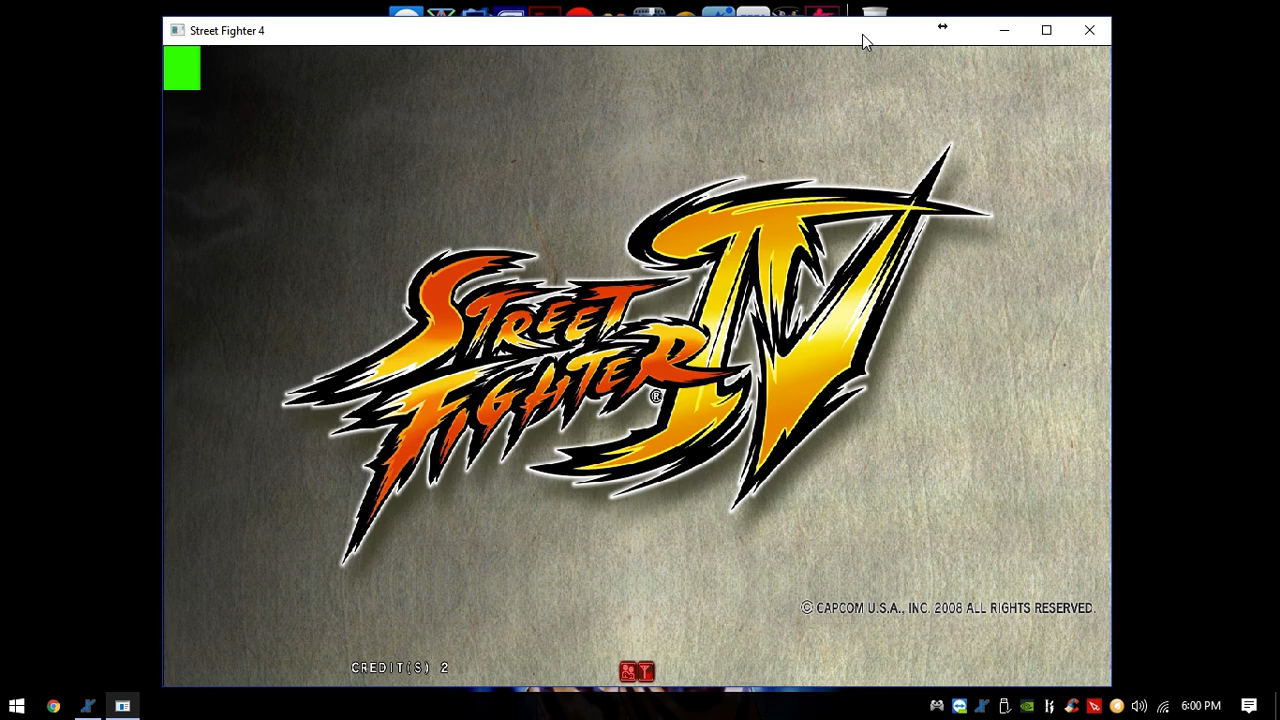 Street Fighter 4
STREET
FIGHTER
IV
®
© CAPCOM U.S.A., INC. 2008 ALL RIGHTS RESERVED.
CREDIT(S) 2
6:00 PM